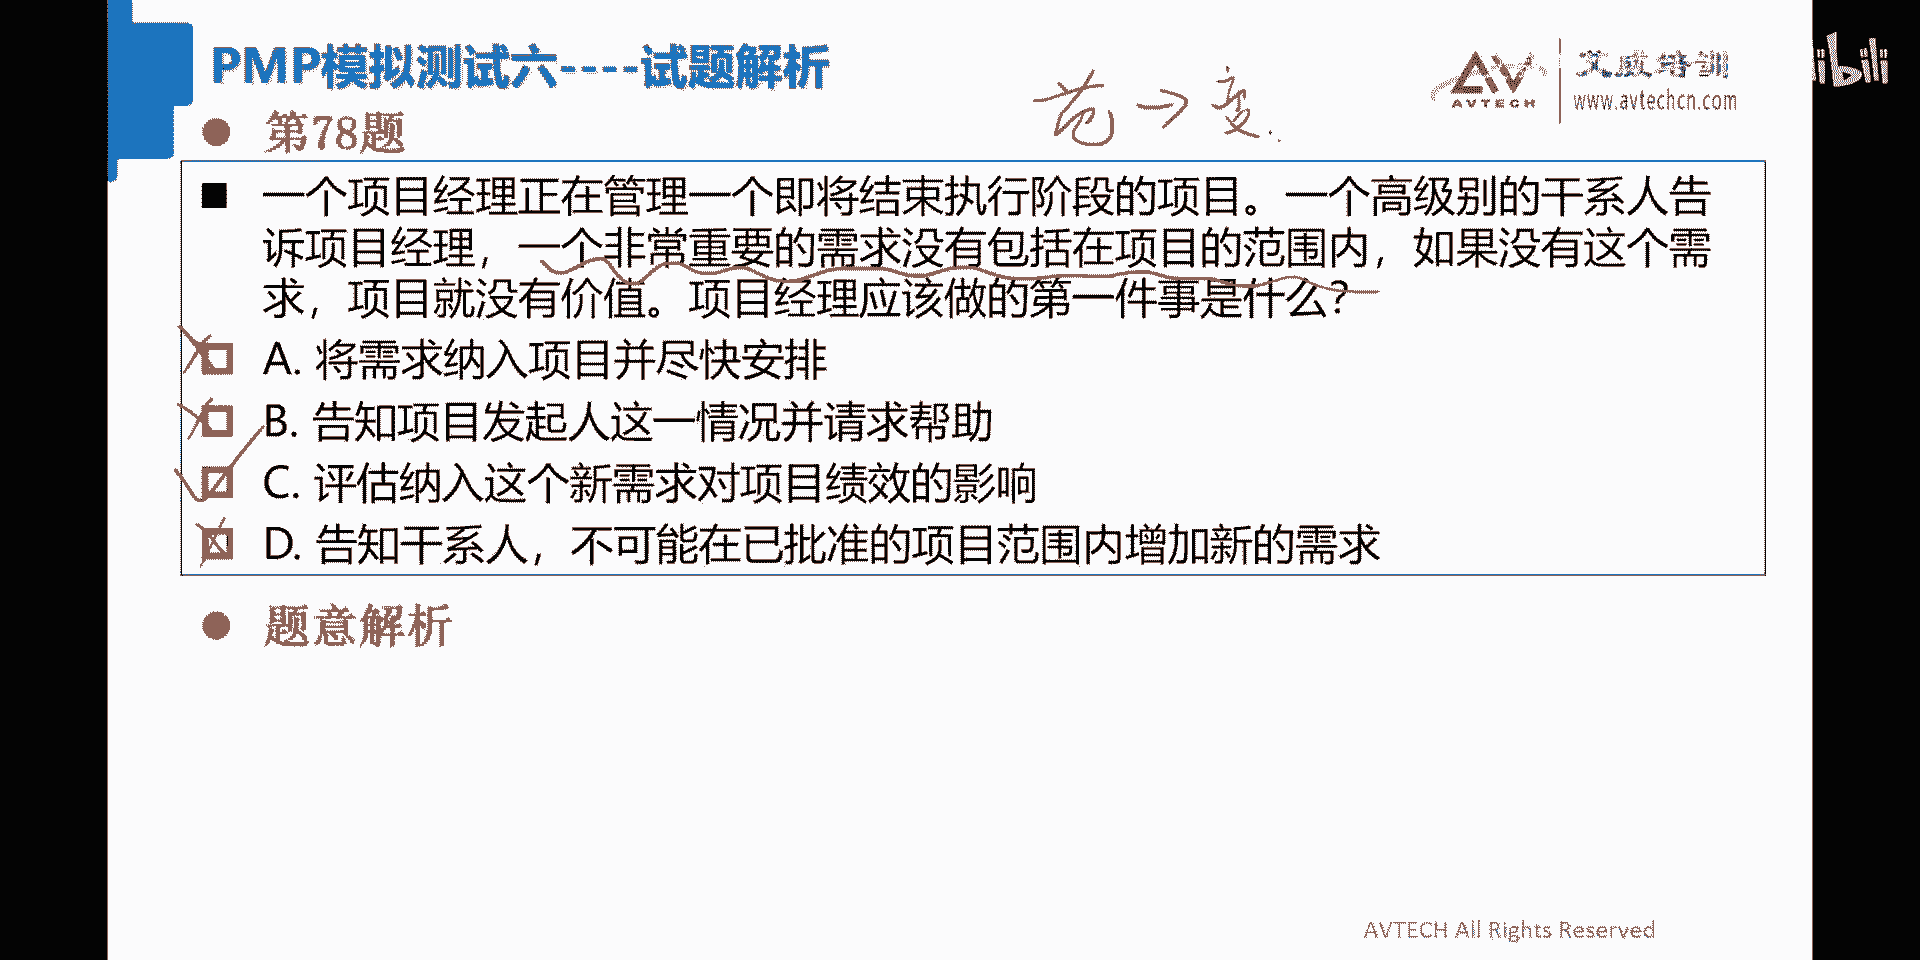 PMP模拟测试六----试题解析
范→变..
艾威培训
AVTECH
www.avtechcn.com
bili
第78题
一个项目经理正在管理一个即将结束执行阶段的项目。一个高级别的干系人告
诉项目经理，一个非常重要的需求没有包括在项目的范围内，如果没有这个需
求，项目就没有价值。项目经理应该做的第一件事是什么？
A. 将需求纳入项目并尽快安排
B. 告知项目发起人这一情况并请求帮助
C. 评估纳入这个新需求对项目绩效的影响
D. 告知干系人，不可能在已批准的项目范围内增加新的需求
题意解析
AVTECH All Rights Reserved